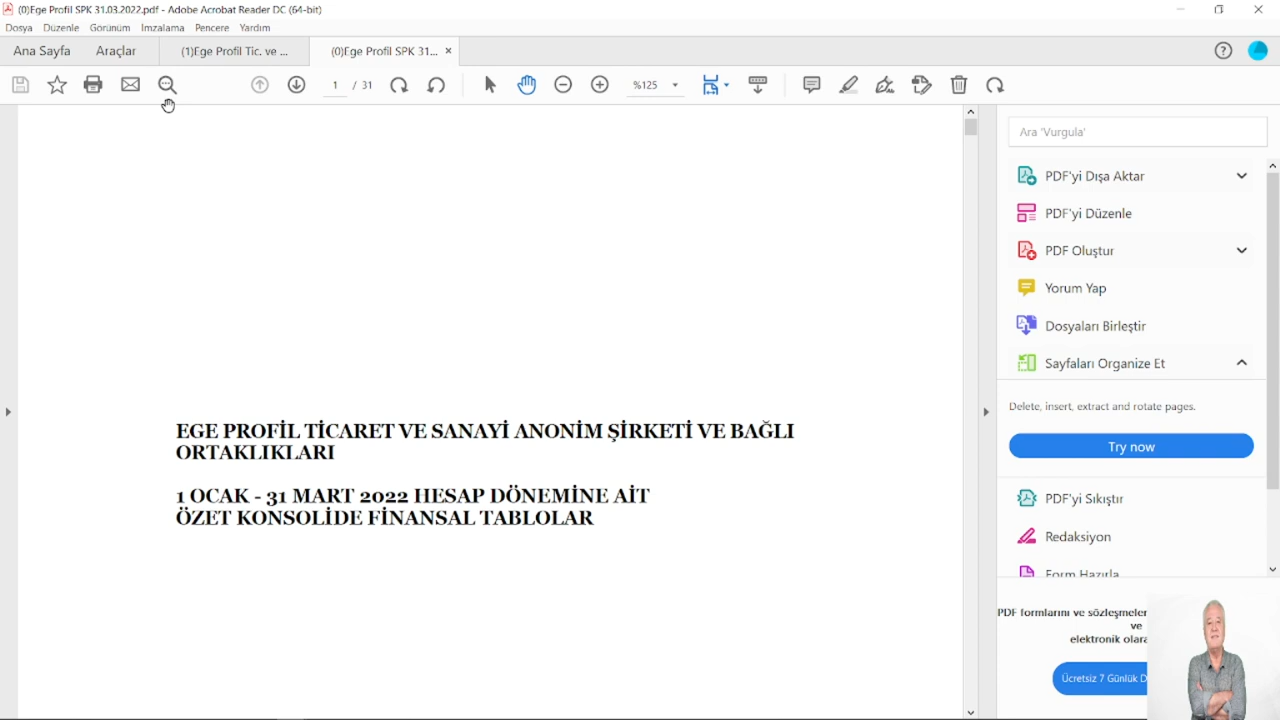 (0)Ege Profil SPK 31.03.2022.pdf - Adobe Acrobat Reader DC (64-bit)
Dosya Düzenle Görünüm İmzalama Pencere Yardım
Ana Sayfa Araçlar (1)Ege Profil Tic. ve ... (0)Ege Profil SPK 31... ×
1 / 31 %125
Ara 'Vurgula'
PDF'yi Dışa Aktar
PDF'yi Düzenle
PDF Oluştur
Yorum Yap
Dosyaları Birleştir
Sayfaları Organize Et
Delete, insert, extract and rotate pages.
Try now
PDF'yi Sıkıştır
Redaksiyon
Form Hazırla
PDF formlarını ve sözleşmeler
ve
elektronik olara
Ücretsiz 7 Günlük D
EGE PROFİL TİCARET VE SANAYİ ANONİM ŞİRKETİ VE BAĞLI
ORTAKLIKLARI
1 OCAK - 31 MART 2022 HESAP DÖNEMİNE AİT
ÖZET KONSOLİDE FİNANSAL TABLOLAR